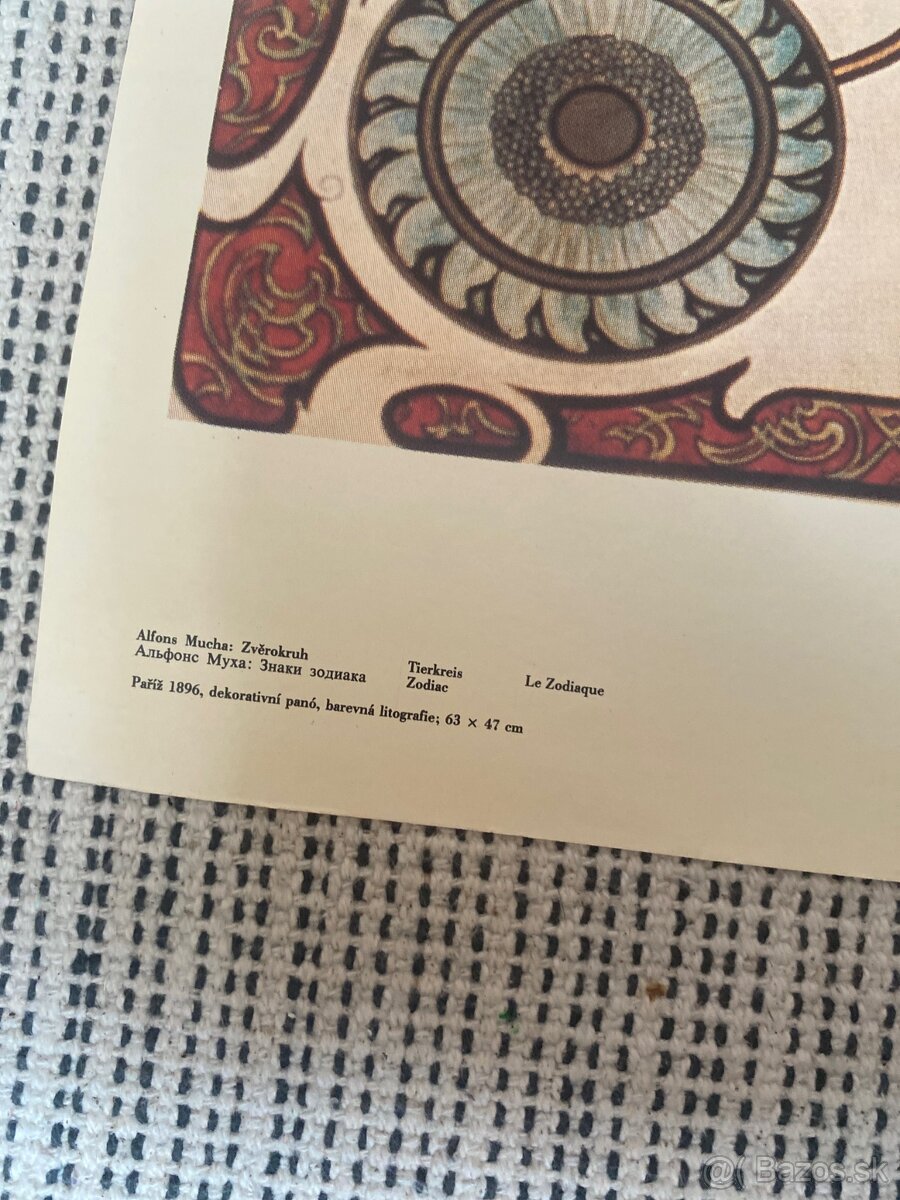 Alfons Mucha: Zvěrokruh
Альфонс Муха: Знаки зодиака
Tierkreis
Zodiac
Le Zodiaque
Paříž 1896, dekorativní panó, barevná litografie; 63 × 47 cm
@( Bazos.sk